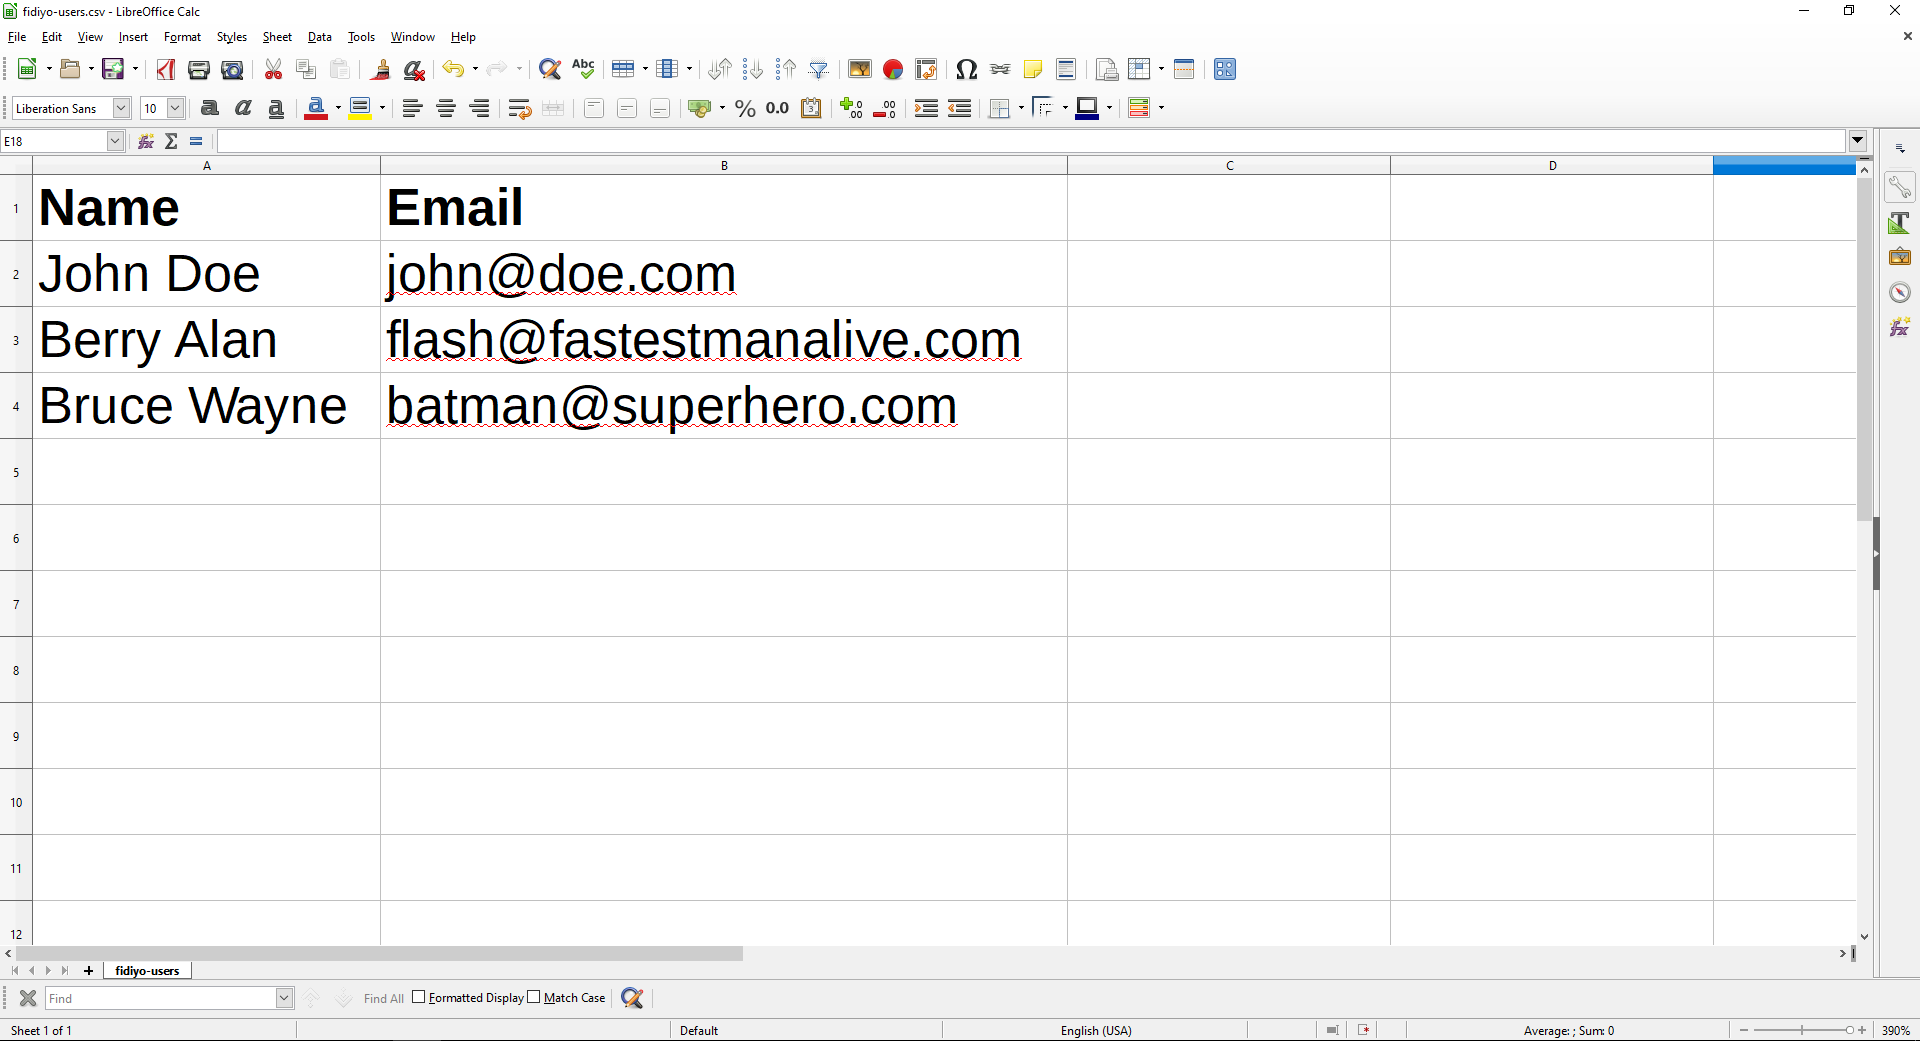 fidiyo-users.csv - LibreOffice Calc
File Edit View Insert Format Styles Sheet Data Tools Window Help
Abc
Liberation Sans 10 a a a a % 0.0
E18
A B C D
1 Name Email
2 John Doe john@doe.com
3 Berry Alan flash@fastestmanalive.com
4 Bruce Wayne batman@superhero.com
5
6
7
8
9
10
11
12
fidiyo-users
Find Find All Formatted Display Match Case
Sheet 1 of 1 Default English (USA) Average: ; Sum: 0 390%